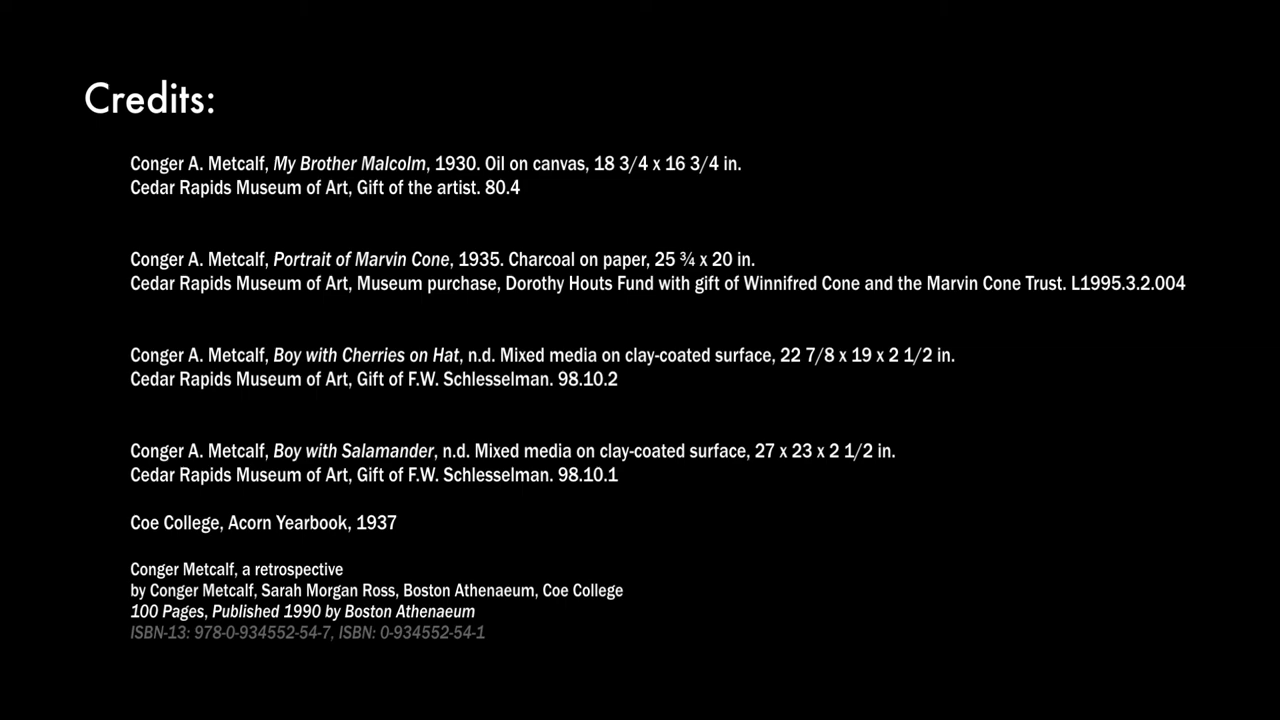 Credits:
Conger A. Metcalf, My Brother Malcolm, 1930. Oil on canvas, 18 3/4 x 16 3/4 in.
Cedar Rapids Museum of Art, Gift of the artist. 80.4
Conger A. Metcalf, Portrait of Marvin Cone, 1935. Charcoal on paper, 25 ¾ x 20 in.
Cedar Rapids Museum of Art, Museum purchase, Dorothy Houts Fund with gift of Winnifred Cone and the Marvin Cone Trust. L1995.3.2.004
Conger A. Metcalf, Boy with Cherries on Hat, n.d. Mixed media on clay-coated surface, 22 7/8 x 19 x 2 1/2 in.
Cedar Rapids Museum of Art, Gift of F.W. Schlesselman. 98.10.2
Conger A. Metcalf, Boy with Salamander, n.d. Mixed media on clay-coated surface, 27 x 23 x 2 1/2 in.
Cedar Rapids Museum of Art, Gift of F.W. Schlesselman. 98.10.1
Coe College, Acorn Yearbook, 1937
Conger Metcalf, a retrospective
by Conger Metcalf, Sarah Morgan Ross, Boston Athenaeum, Coe College
100 Pages, Published 1990 by Boston Athenaeum
ISBN-13: 978-0-934552-54-7, ISBN: 0-934552-54-1